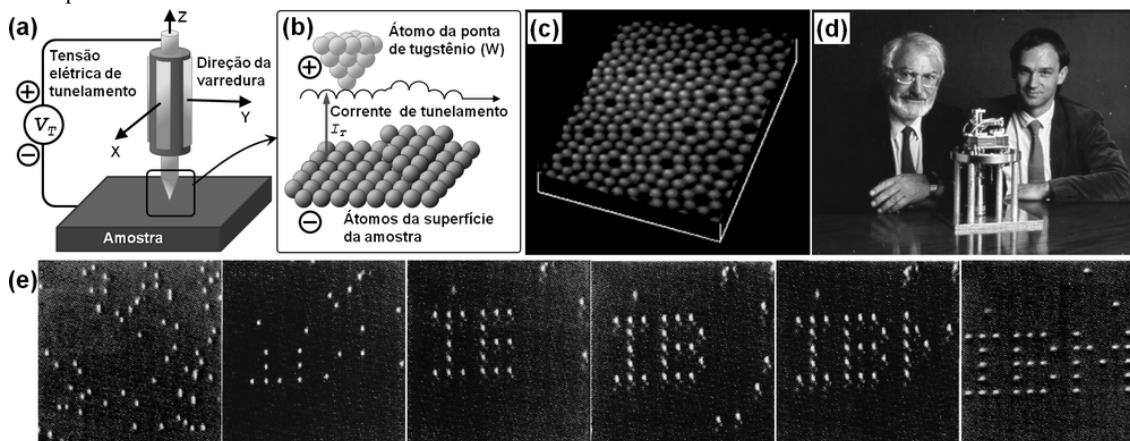 (a)
Z
Tensão
elétrica de
tunelamento
Direção da
varredura
+
V_T
−
X
Y
Amostra
(b)
Átomo da ponta
de tugstênio (W)
+
Corrente de tunelamento
I_T
−
Átomos da superfície
da amostra
(c)
(d)
(e)